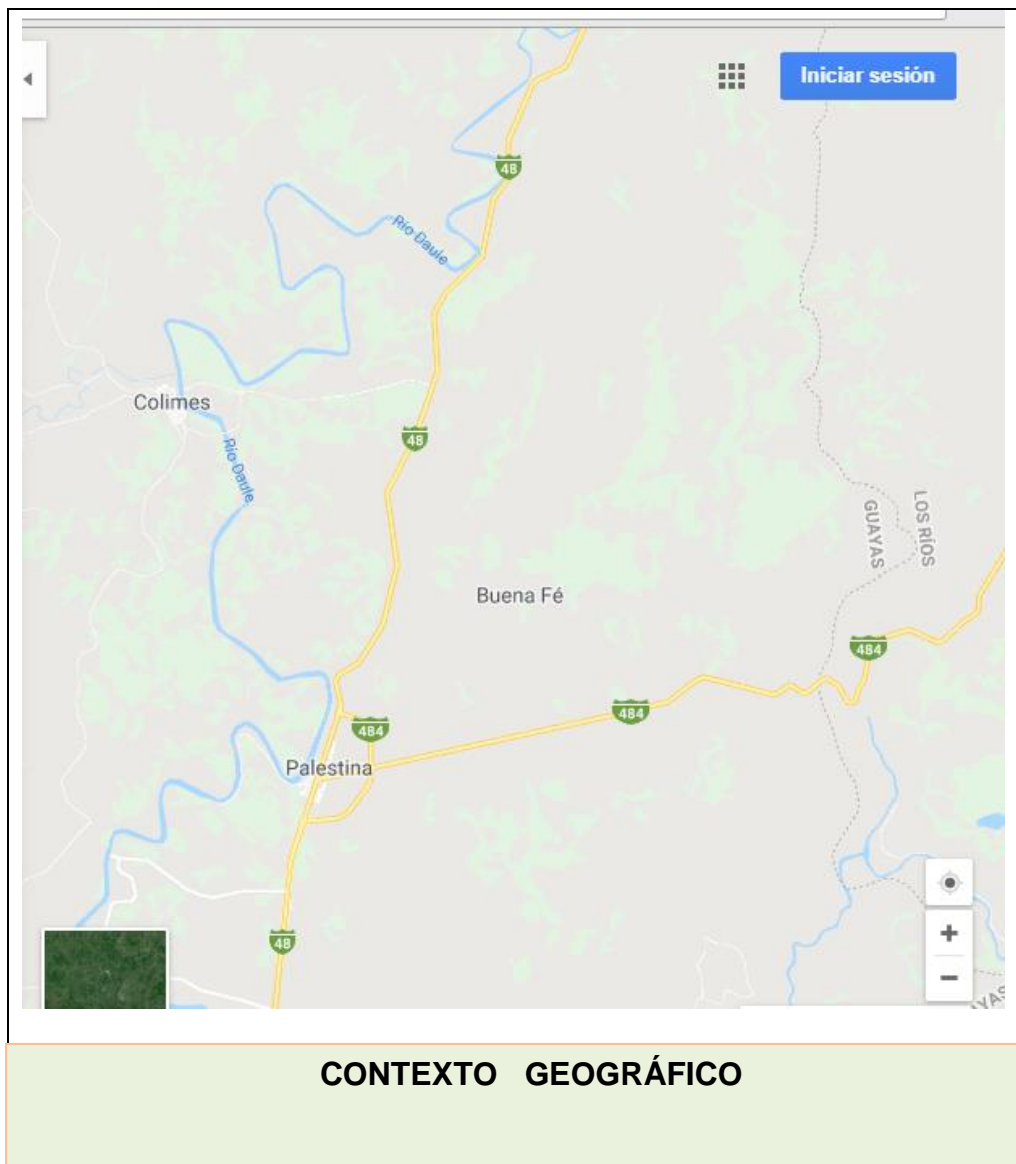 Iniciar sesión
48
Río Daule
Colimes
48
Río Daule
GUAYAS
LOS RÍOS
Buena Fé
484
484
484
Palestina
48
CONTEXTO GEOGRÁFICO